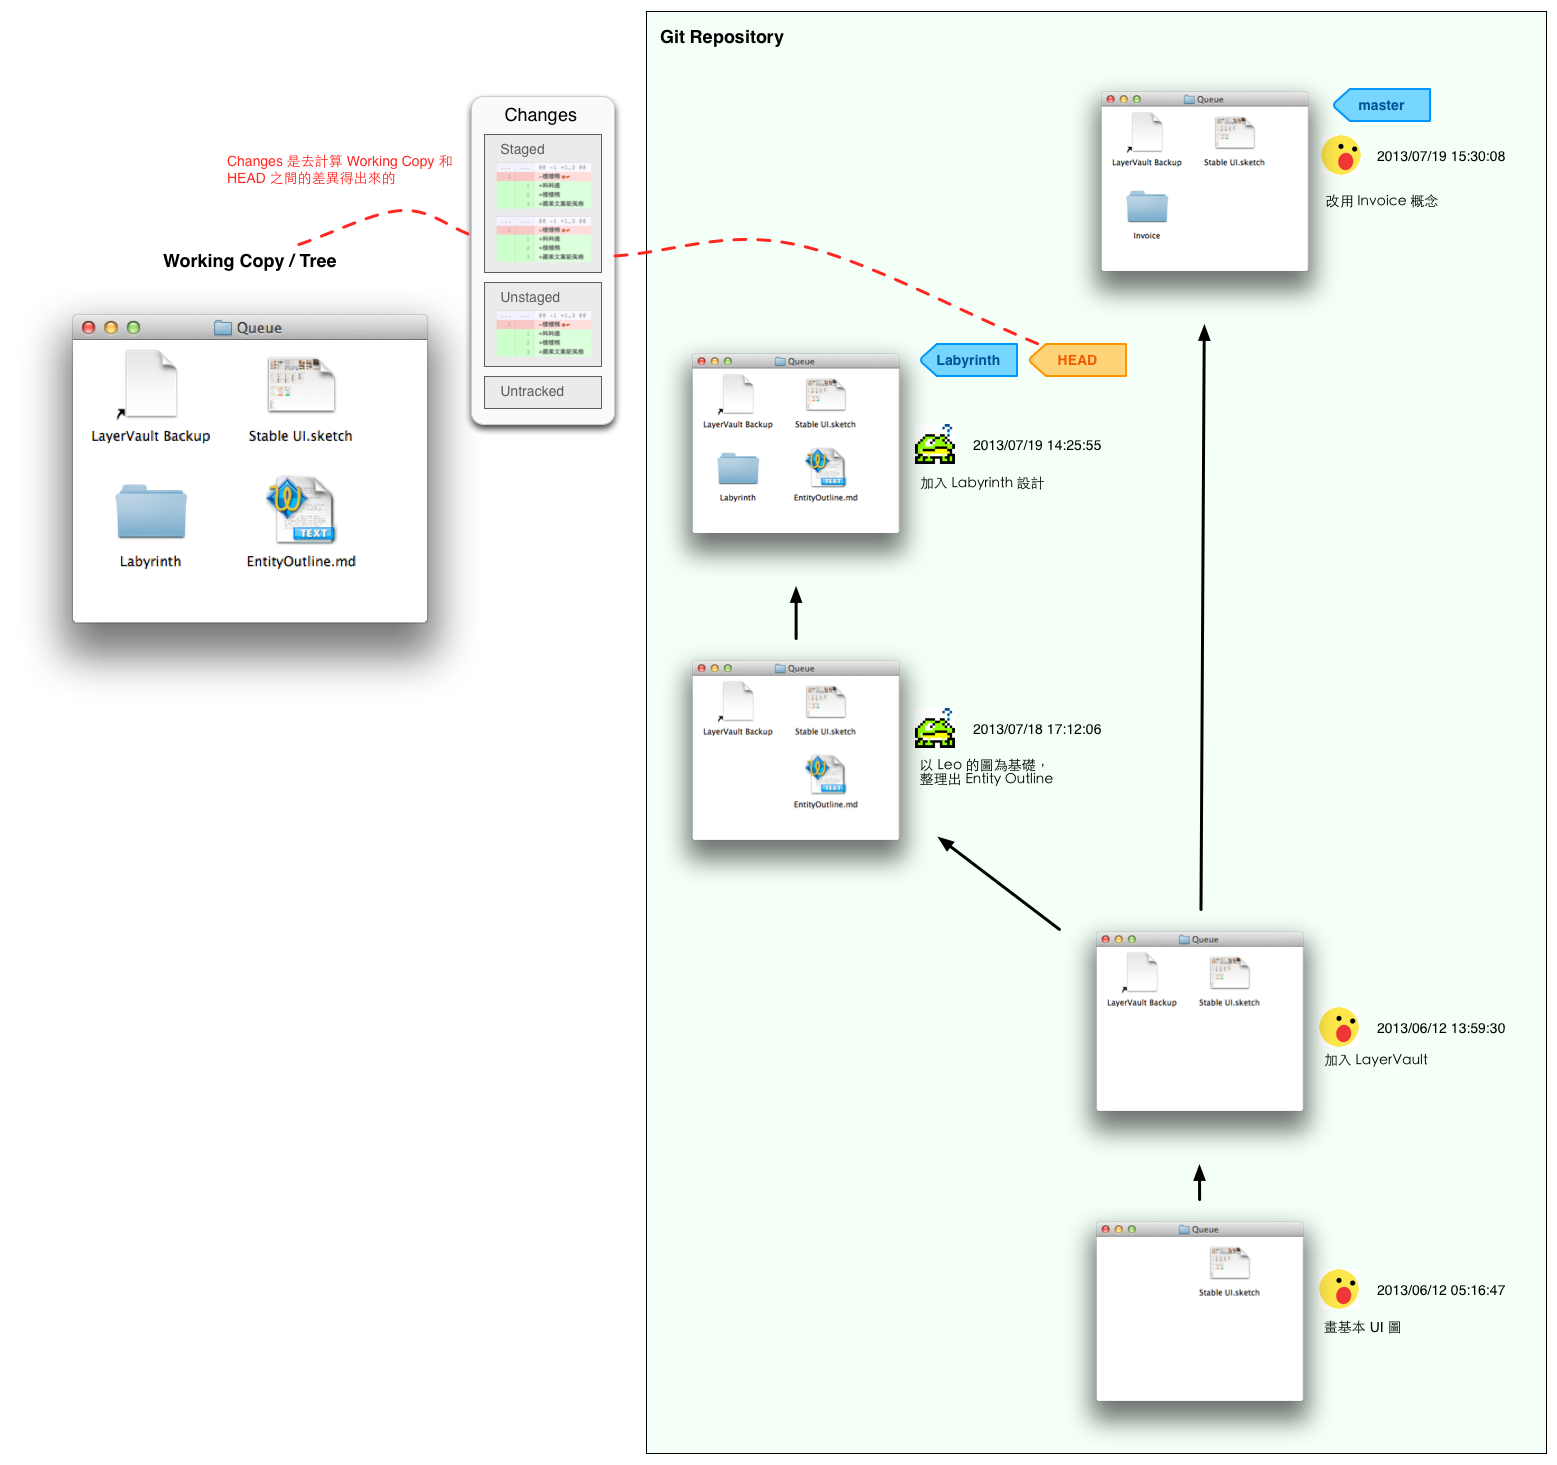 Git Repository
Changes
Staged
Unstaged
Untracked
Changes 是去計算 Working Copy 和
HEAD 之間的差異得出來的
Working Copy / Tree
Queue
LayerVault Backup
Stable UI.sketch
Labyrinth
EntityOutline.md
TEXT
Queue
LayerVault Backup
Stable UI.sketch
Invoice
master
2013/07/19 15:30:08
改用 Invoice 概念
Queue
LayerVault Backup
Stable UI.sketch
Labyrinth
EntityOutline.md
TEXT
Labyrinth
HEAD
2013/07/19 14:25:55
加入 Labyrinth 設計
Queue
LayerVault Backup
Stable UI.sketch
EntityOutline.md
TEXT
2013/07/18 17:12:06
以 Leo 的圖為基礎，
整理出 Entity Outline
Queue
LayerVault Backup
Stable UI.sketch
2013/06/12 13:59:30
加入 LayerVault
Queue
Stable UI.sketch
2013/06/12 05:16:47
畫基本 UI 圖